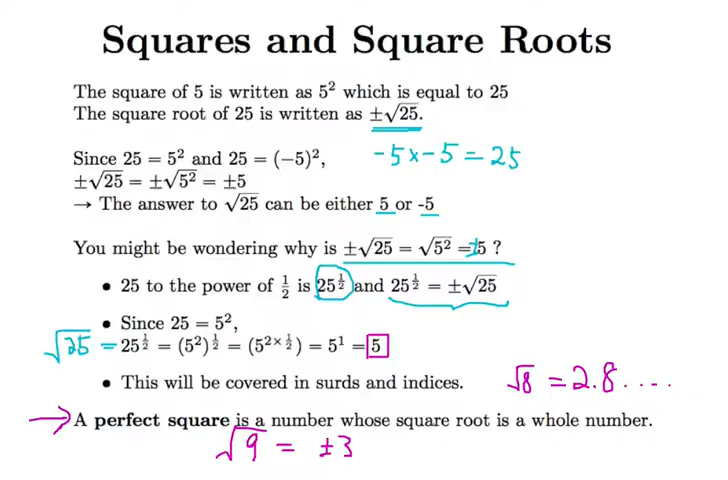 Squares and Square Roots
The square of 5 is written as 5² which is equal to 25
The square root of 25 is written as ±√25.
Since 25 = 5² and 25 = (−5)², -5 × -5 = 25
±√25 = ±√5² = ±5
→ The answer to √25 can be either 5 or -5
You might be wondering why is ±√25 = √5² = ±5 ?
• 25 to the power of ½ is 25^½ and 25^½ = ±√25
• Since 25 = 5²,
√25 = 25^½ = (5²)^½ = (5^{2×½}) = 5¹ = 5
• This will be covered in surds and indices. √8 = 2.8 . . . .
→ A perfect square is a number whose square root is a whole number.
√9 = ±3